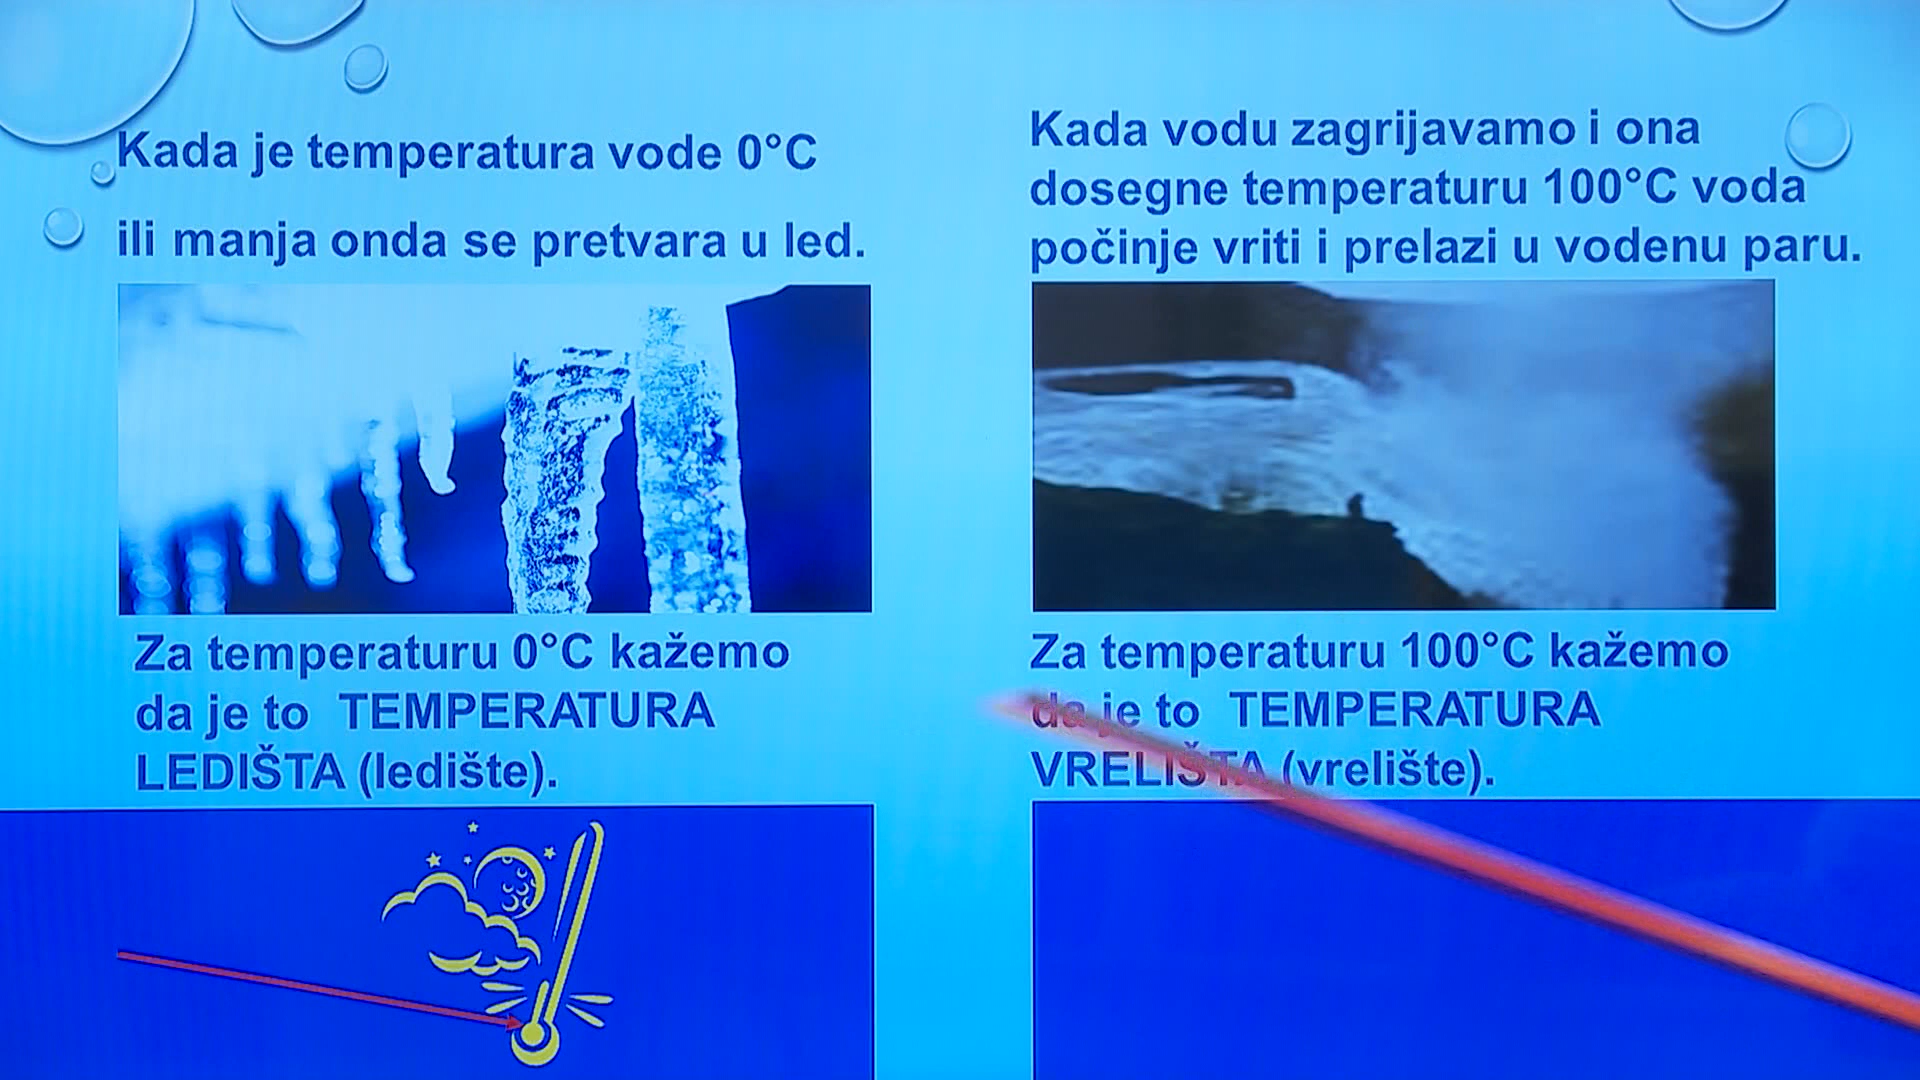 Kada je temperatura vode 0°C
ili manja onda se pretvara u led.
Za temperaturu 0°C kažemo
da je to TEMPERATURA
LEDIŠTA (ledište).
Kada vodu zagrijavamo i ona
dosegne temperaturu 100°C voda
počinje vriti i prelazi u vodenu paru.
Za temperaturu 100°C kažemo
da je to TEMPERATURA
VRELIŠTA (vrelište).